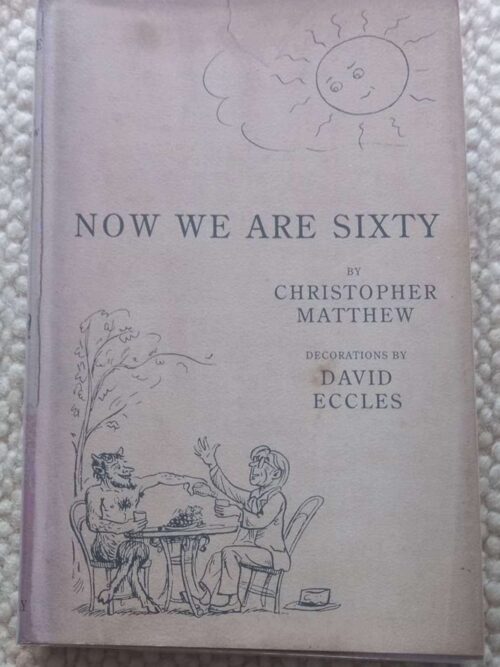 NOW WE ARE SIXTY
BY
CHRISTOPHER
MATTHEW
DECORATIONS BY
DAVID
ECCLES